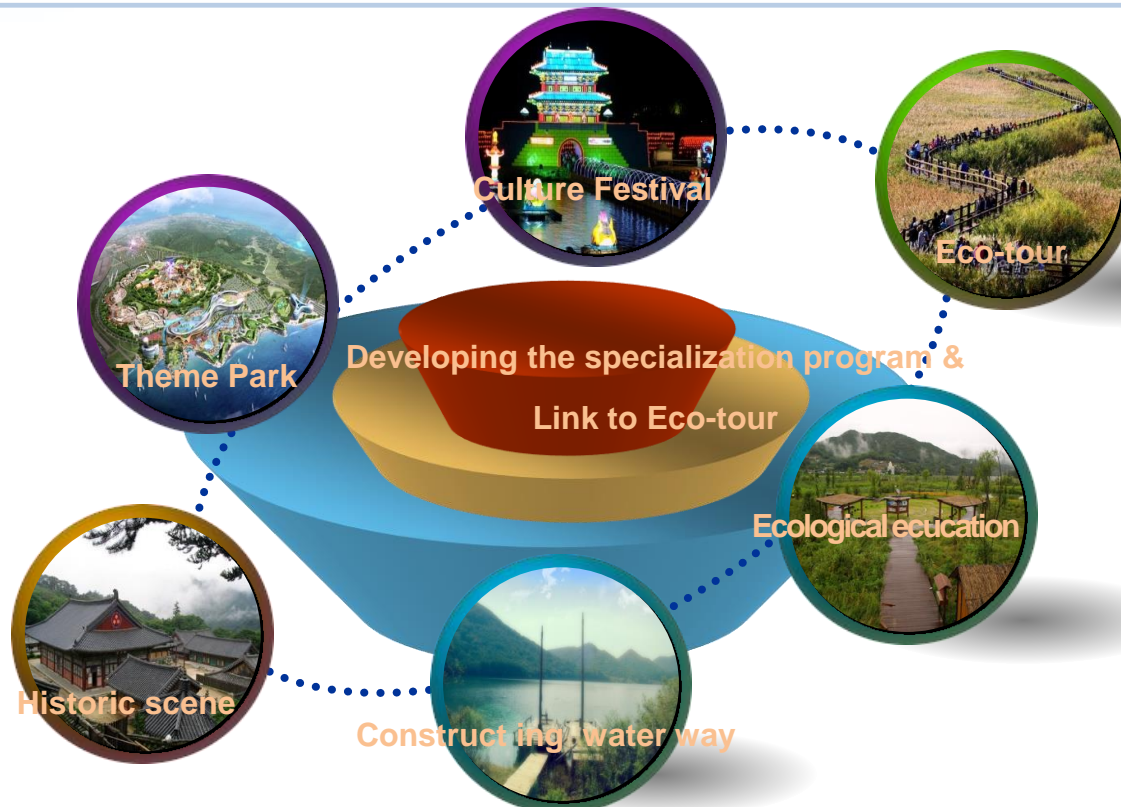 Culture Festival
Eco-tour
Theme Park
Developing the specialization program &
Link to Eco-tour
Ecological ecucation
Historic scene
Construct ing  water way